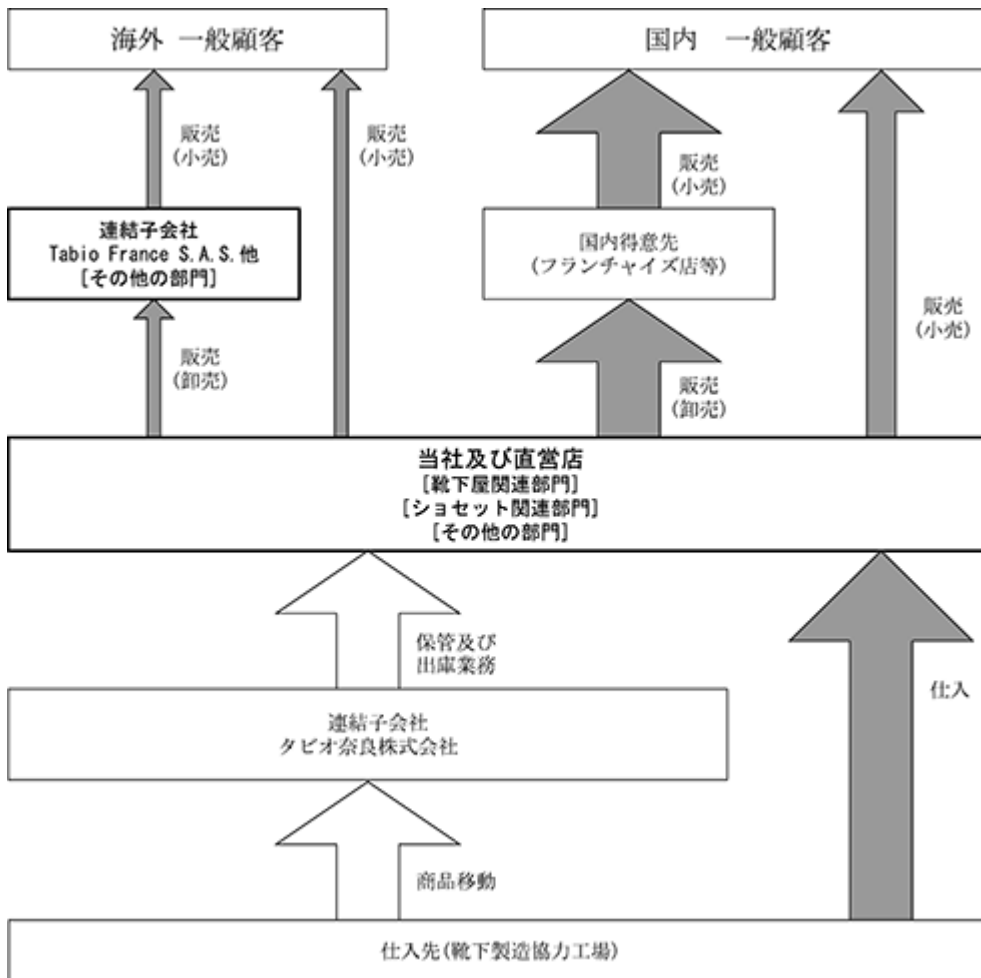 海外 一般顧客
国内 一般顧客
販売
(小売)
販売
(小売)
販売
(小売)
連結子会社
Tabio France S.A.S.他
[その他の部門]
国内得意先
(フランチャイズ店等)
販売
(小売)
販売
(卸売)
販売
(卸売)
当社及び直営店
[靴下屋関連部門]
[ショセット関連部門]
[その他の部門]
保管及び
出庫業務
仕入
連結子会社
タビオ奈良株式会社
商品移動
仕入先(靴下製造協力工場)